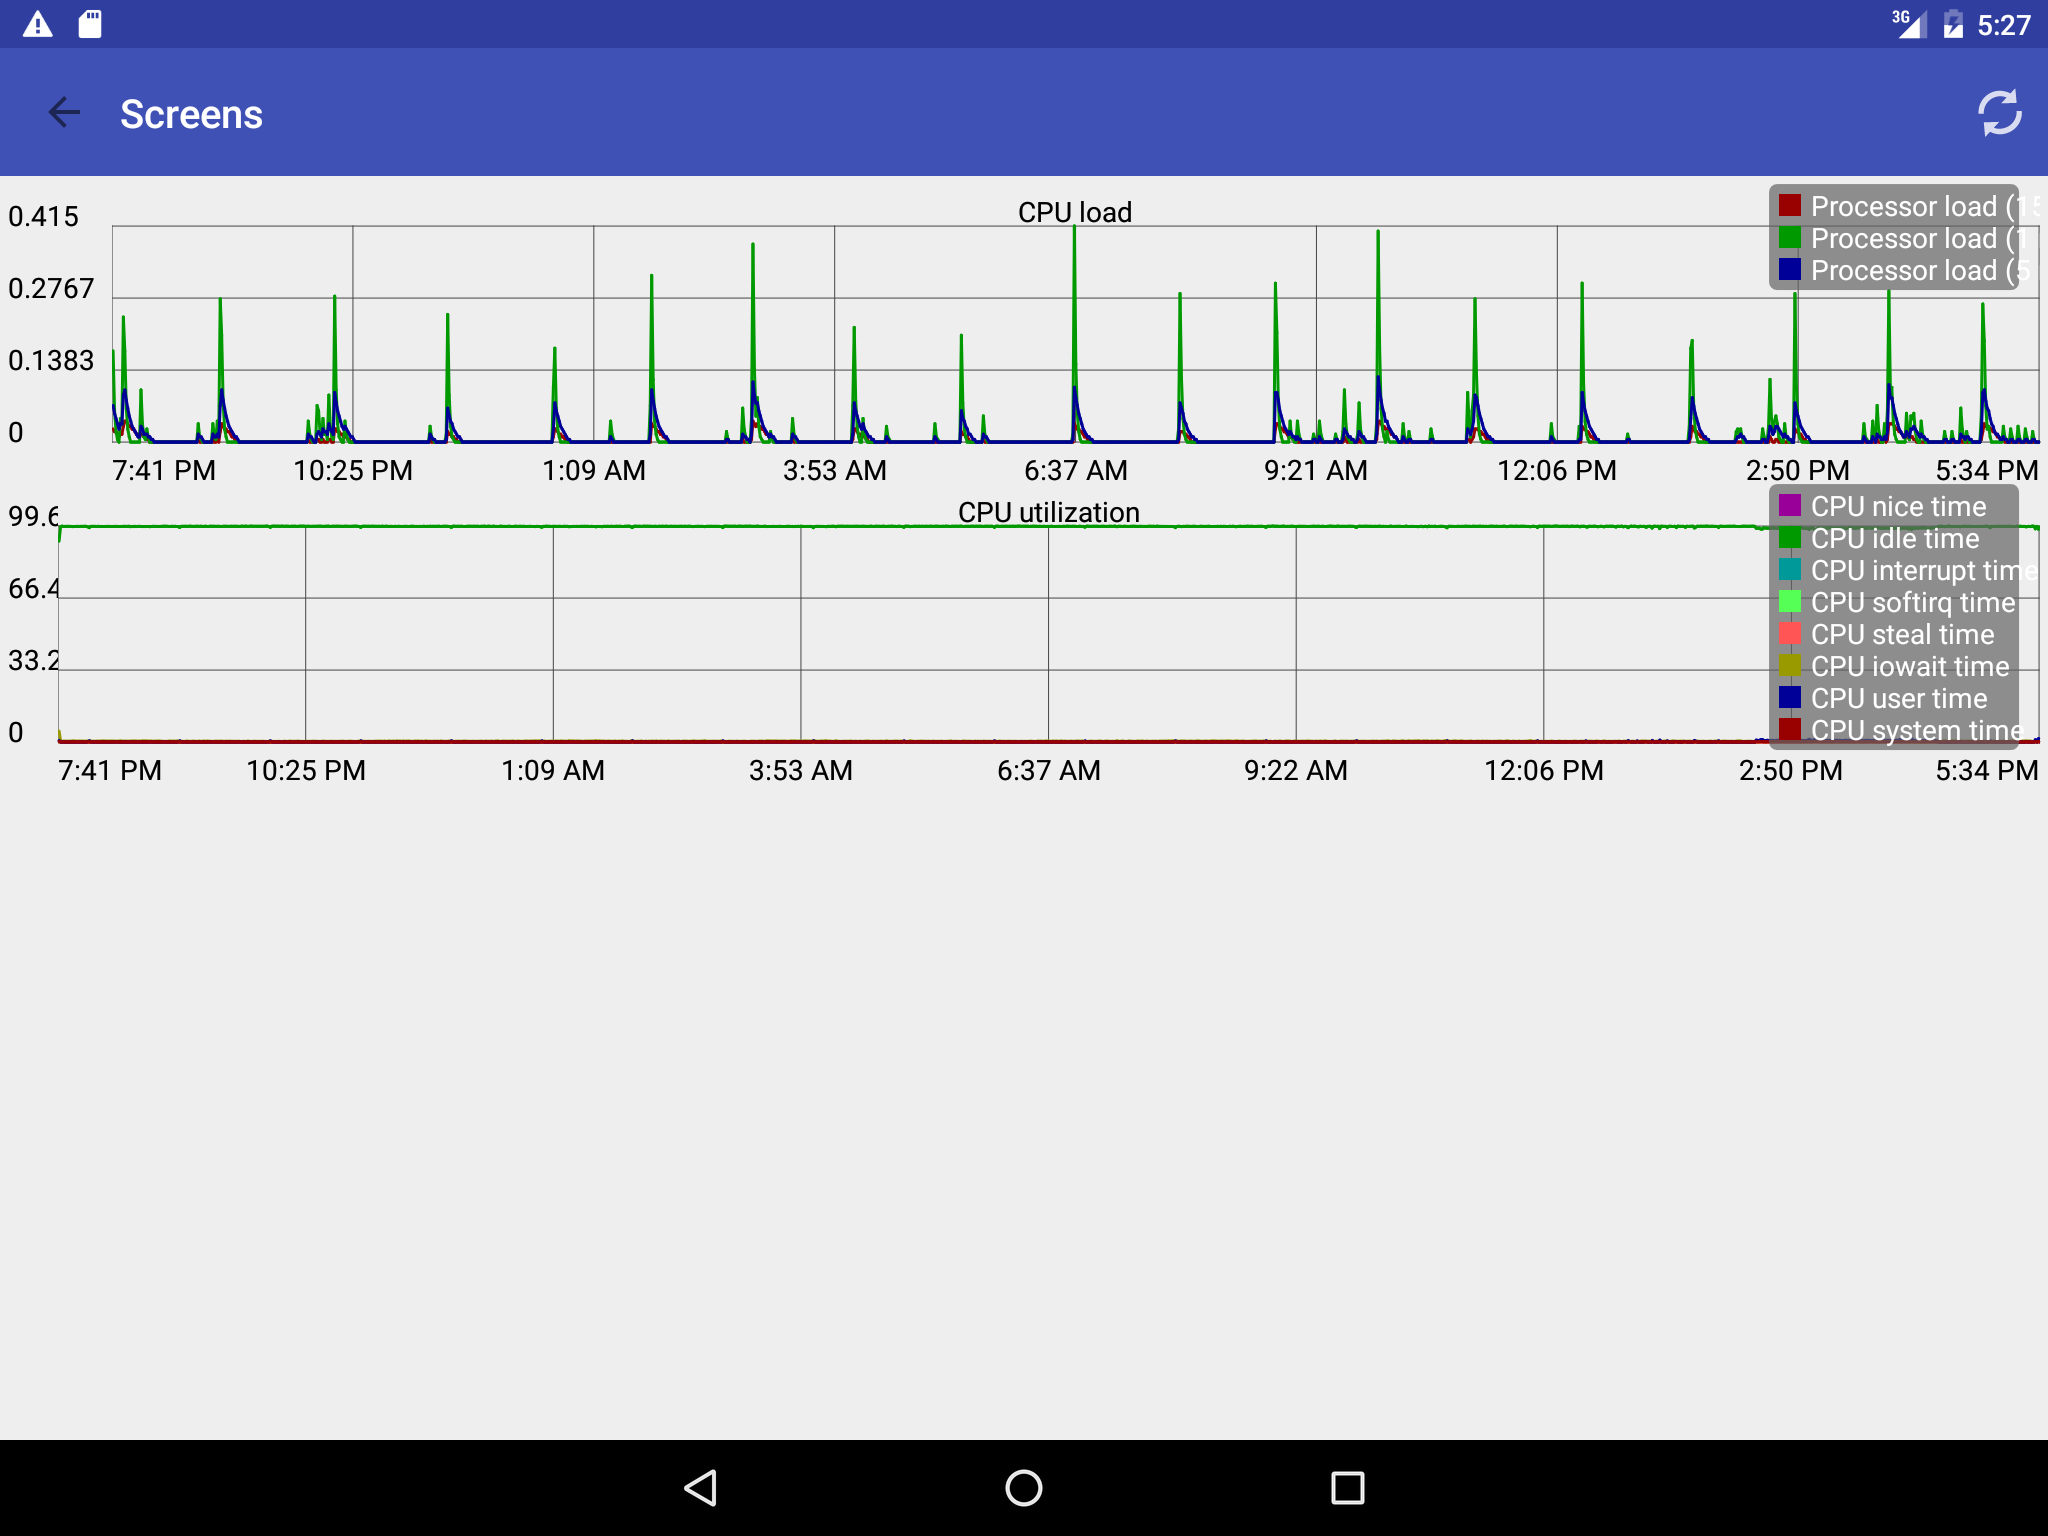 3G 5:27
Screens
CPU load
0.415
0.2767
0.1383
0
Processor load (15
Processor load (1
Processor load (5
7:41 PM 10:25 PM 1:09 AM 3:53 AM 6:37 AM 9:21 AM 12:06 PM 2:50 PM 5:34 PM
CPU utilization
99.6
66.4
33.2
0
CPU nice time
CPU idle time
CPU interrupt time
CPU softirq time
CPU steal time
CPU iowait time
CPU user time
CPU system time
7:41 PM 10:25 PM 1:09 AM 3:53 AM 6:37 AM 9:22 AM 12:06 PM 2:50 PM 5:34 PM